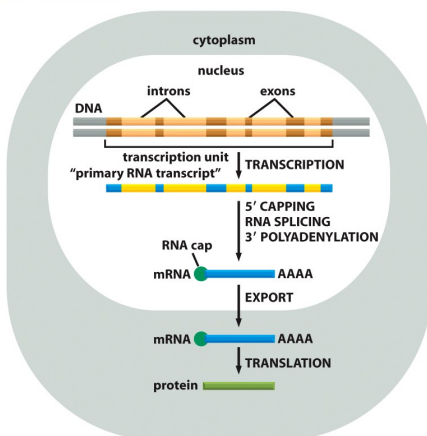 cytoplasm
nucleus
introns
exons
DNA
transcription unit
"primary RNA transcript"
TRANSCRIPTION
5′ CAPPING
RNA SPLICING
3′ POLYADENYLATION
RNA cap
mRNA AAAA
EXPORT
mRNA AAAA
TRANSLATION
protein